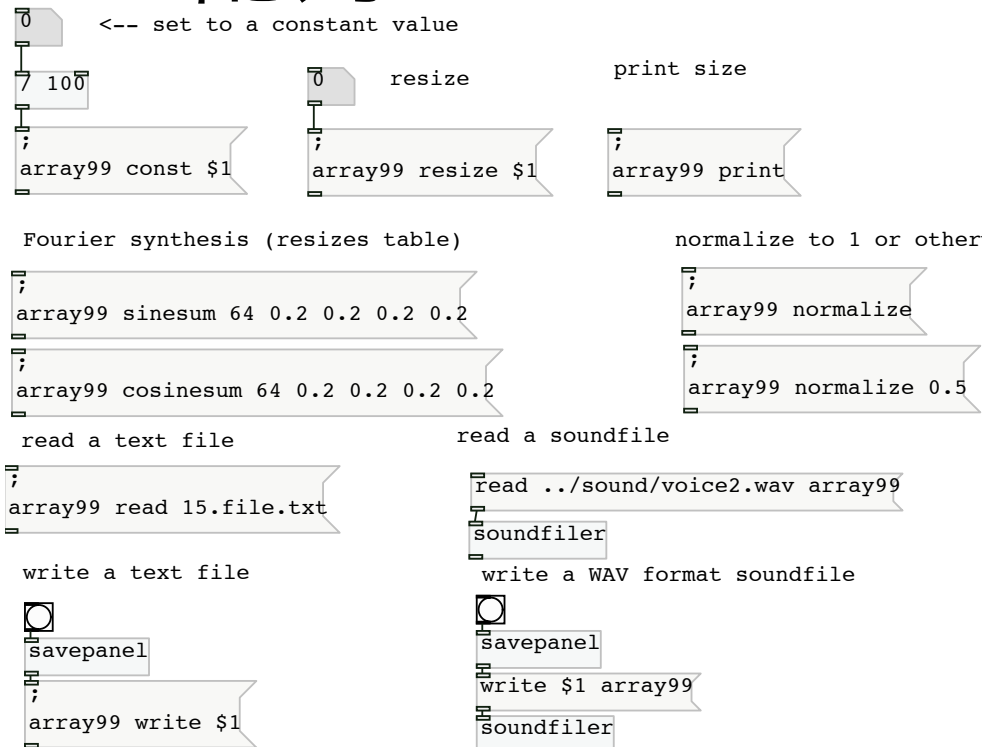 0
<-- set to a constant value
/ 100
0
resize
print size
;
array99 const $1
;
array99 resize $1
;
array99 print
Fourier synthesis (resizes table)
normalize to 1 or other
;
array99 sinesum 64 0.2 0.2 0.2 0.2
;
array99 normalize
;
array99 cosinesum 64 0.2 0.2 0.2 0.2
;
array99 normalize 0.5
read a text file
read a soundfile
;
array99 read 15.file.txt
read ../sound/voice2.wav array99
soundfiler
write a text file
write a WAV format soundfile
savepanel
savepanel
;
array99 write $1
write $1 array99
soundfiler